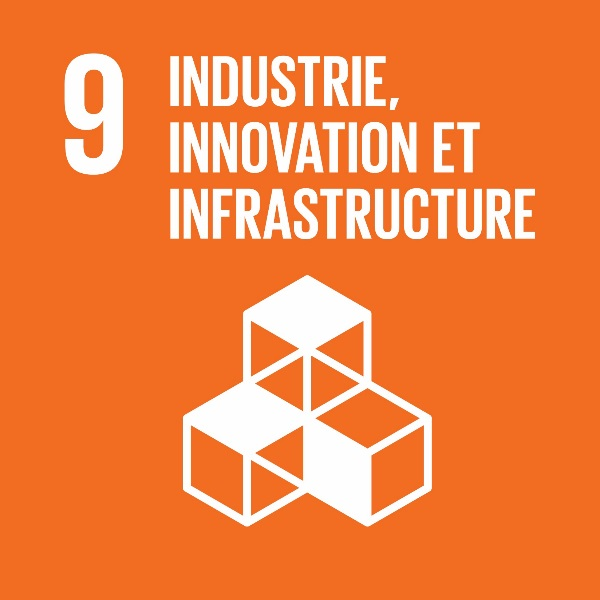 9
INDUSTRIE,
INNOVATION ET
INFRASTRUCTURE